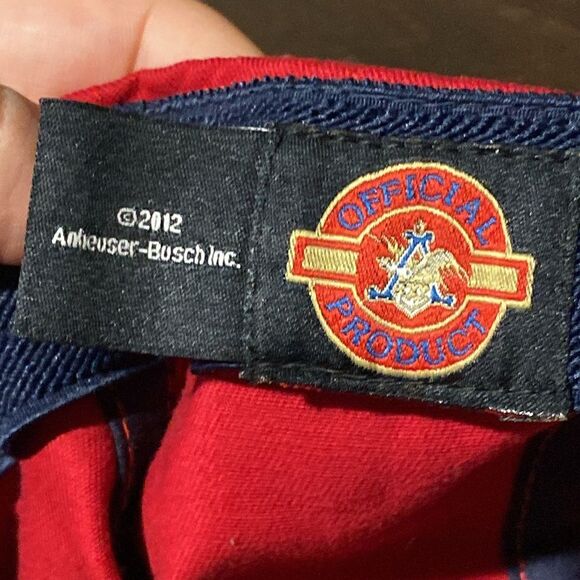 ©2012
Anheuser-Busch Inc.
OFFICIAL
A
PRODUCT